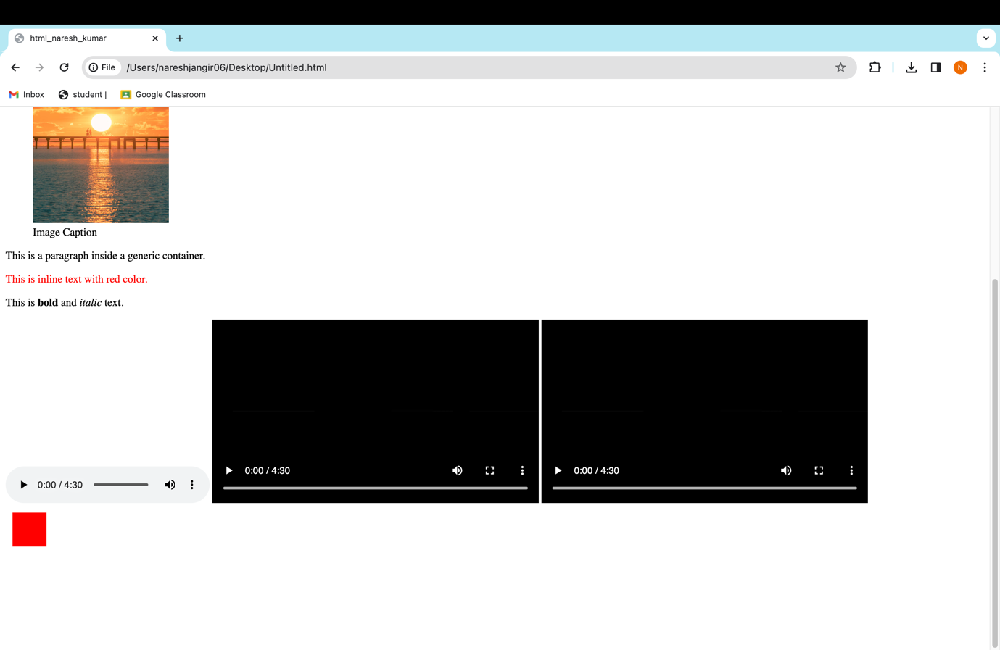 html_naresh_kumar
File /Users/nareshjangir06/Desktop/Untitled.html N
Inbox student | Google Classroom
Image Caption
This is a paragraph inside a generic container.
This is inline text with red color.
This is bold and italic text.
0:00 / 4:30 0:00 / 4:30
0:00 / 4:30